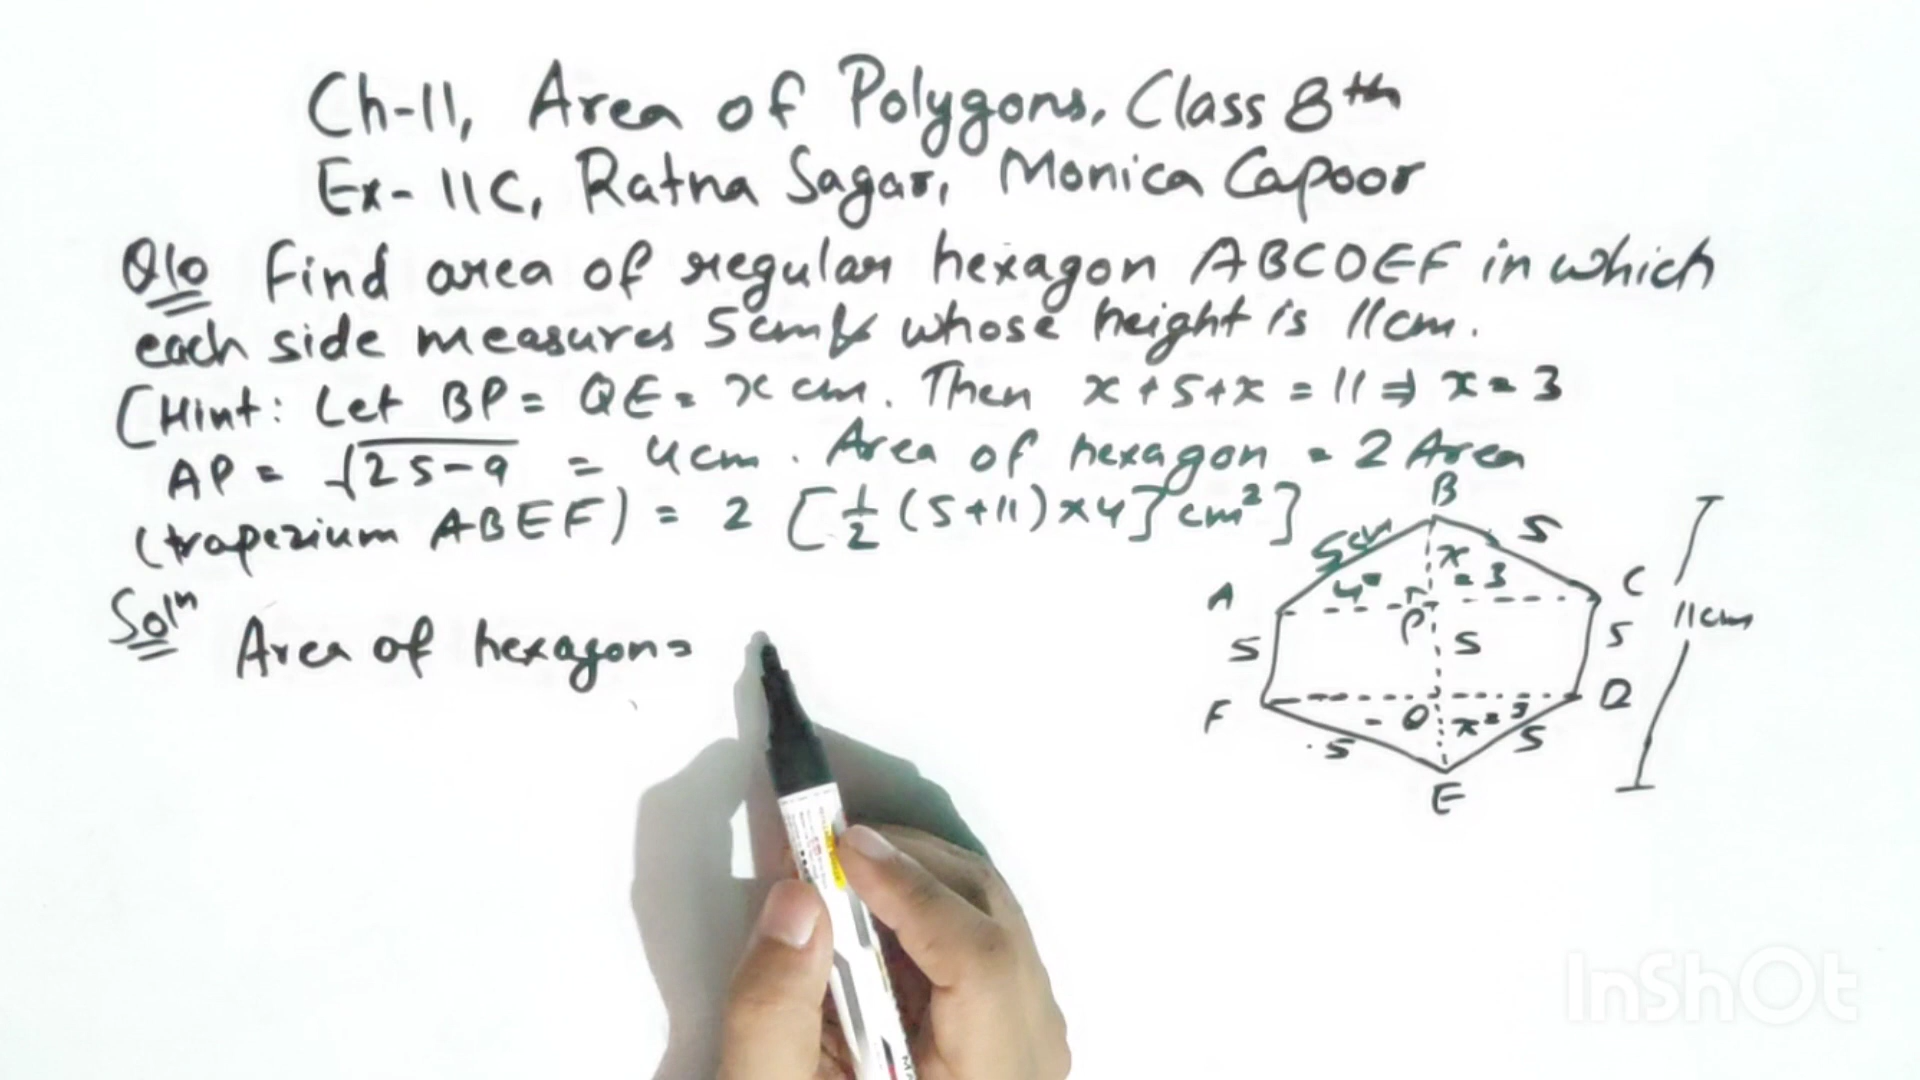 Ch-11, Area of Polygons, Class 8th
Ex-11C, Ratna Sagar, Monica Capoor
Q10 Find area of regular hexagon ABCDEF in which
each side measures 5cm & whose height is 11cm.
[Hint: Let BP = QE = x cm. Then x + 5 + x = 11 ⇒ x = 3
AP = √25-9 = 4cm. Area of hexagon = 2 Area
(trapezium ABEF) = 2 [1/2 (5+11) x 4] cm²]
Solⁿ
Area of hexagon =
B
5cm
5
x = 3
4
A
C
P
5
5
5
11cm
F
Q
D
x = 3
5
5
E
InShOt